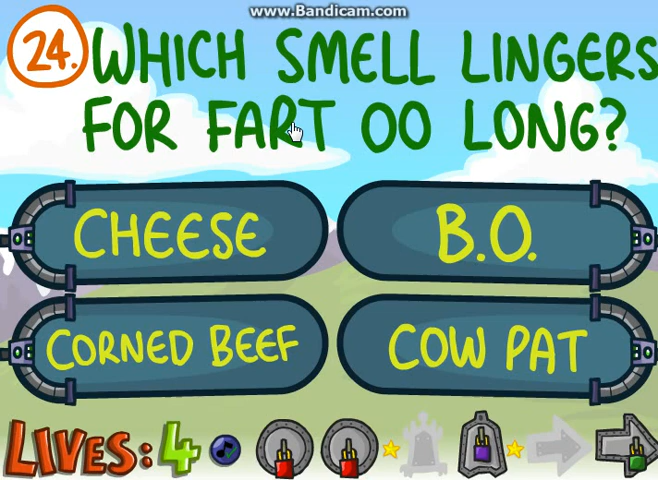 www.Bandicam.com
24. WHICH SMELL LINGERS
FOR FART OO LONG?
CHEESE
B.O.
CORNED BEEF
COW PAT
LIVES: 4